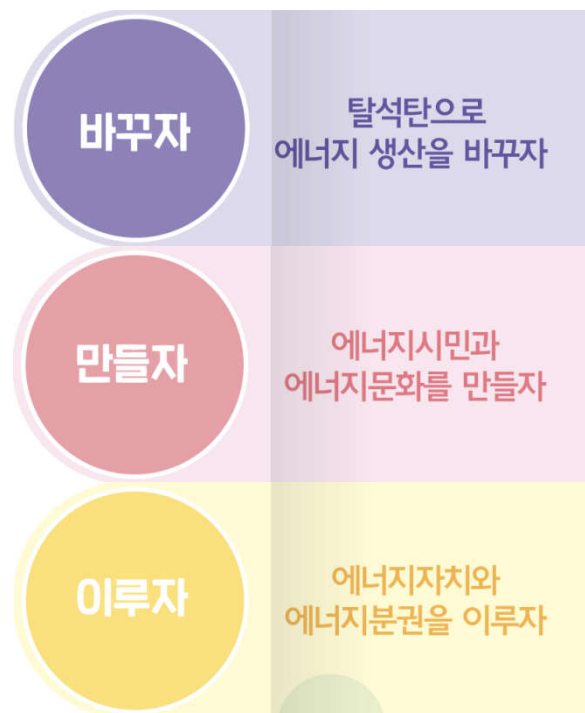 바꾸자
탈석탄으로
에너지 생산을 바꾸자
만들자
에너지시민과
에너지문화를 만들자
이루자
에너지자치와
에너지분권을 이루자